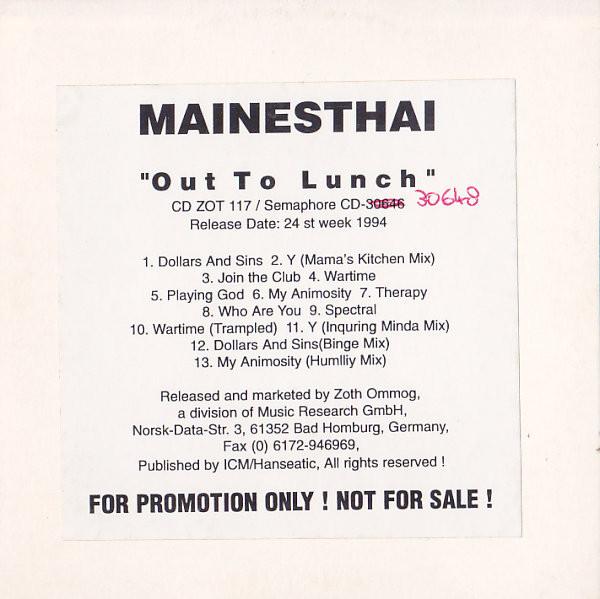 MAINESTHAI
"Out To Lunch"
CD ZOT 117 / Semaphore CD-30646 30648
Release Date: 24 st week 1994
1. Dollars And Sins 2. Y (Mama's Kitchen Mix)
3. Join the Club 4. Wartime
5. Playing God 6. My Animosity 7. Therapy
8. Who Are You 9. Spectral
10. Wartime (Trampled) 11. Y (Inquring Minda Mix)
12. Dollars And Sins(Binge Mix)
13. My Animosity (Humlliy Mix)
Released and marketed by Zoth Ommog,
a division of Music Research GmbH,
Norsk-Data-Str. 3, 61352 Bad Homburg, Germany,
Fax (0) 6172-946969,
Published by ICM/Hanseatic, All rights reserved !
FOR PROMOTION ONLY ! NOT FOR SALE !